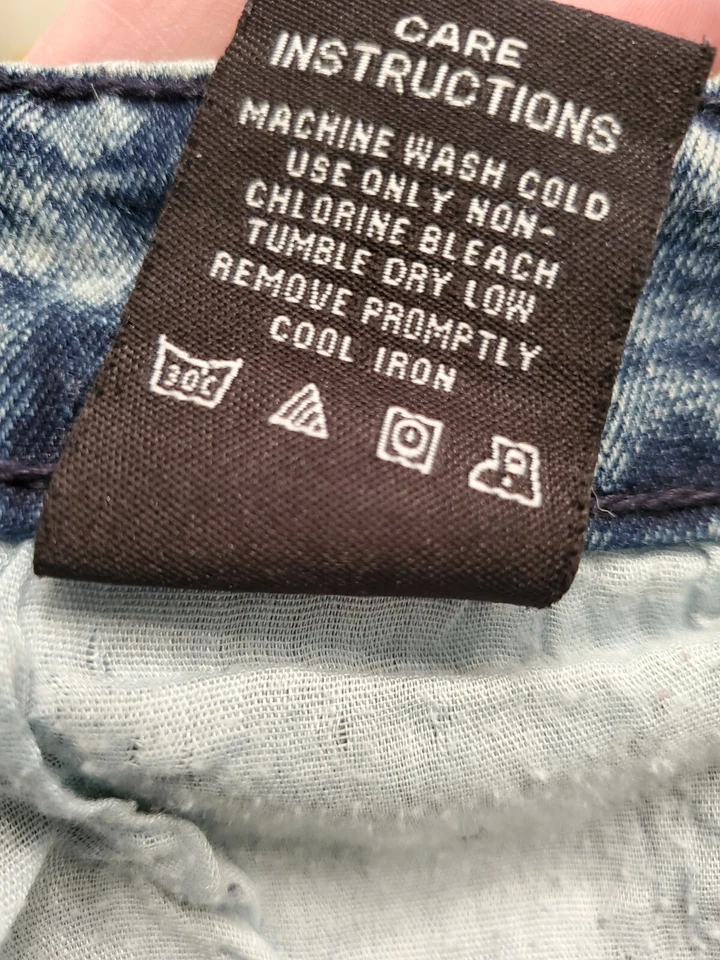 CARE
INSTRUCTIONS
MACHINE WASH COLD
USE ONLY NON-
CHLORINE BLEACH
TUMBLE DRY LOW
REMOVE PROMPTLY
COOL IRON
30C